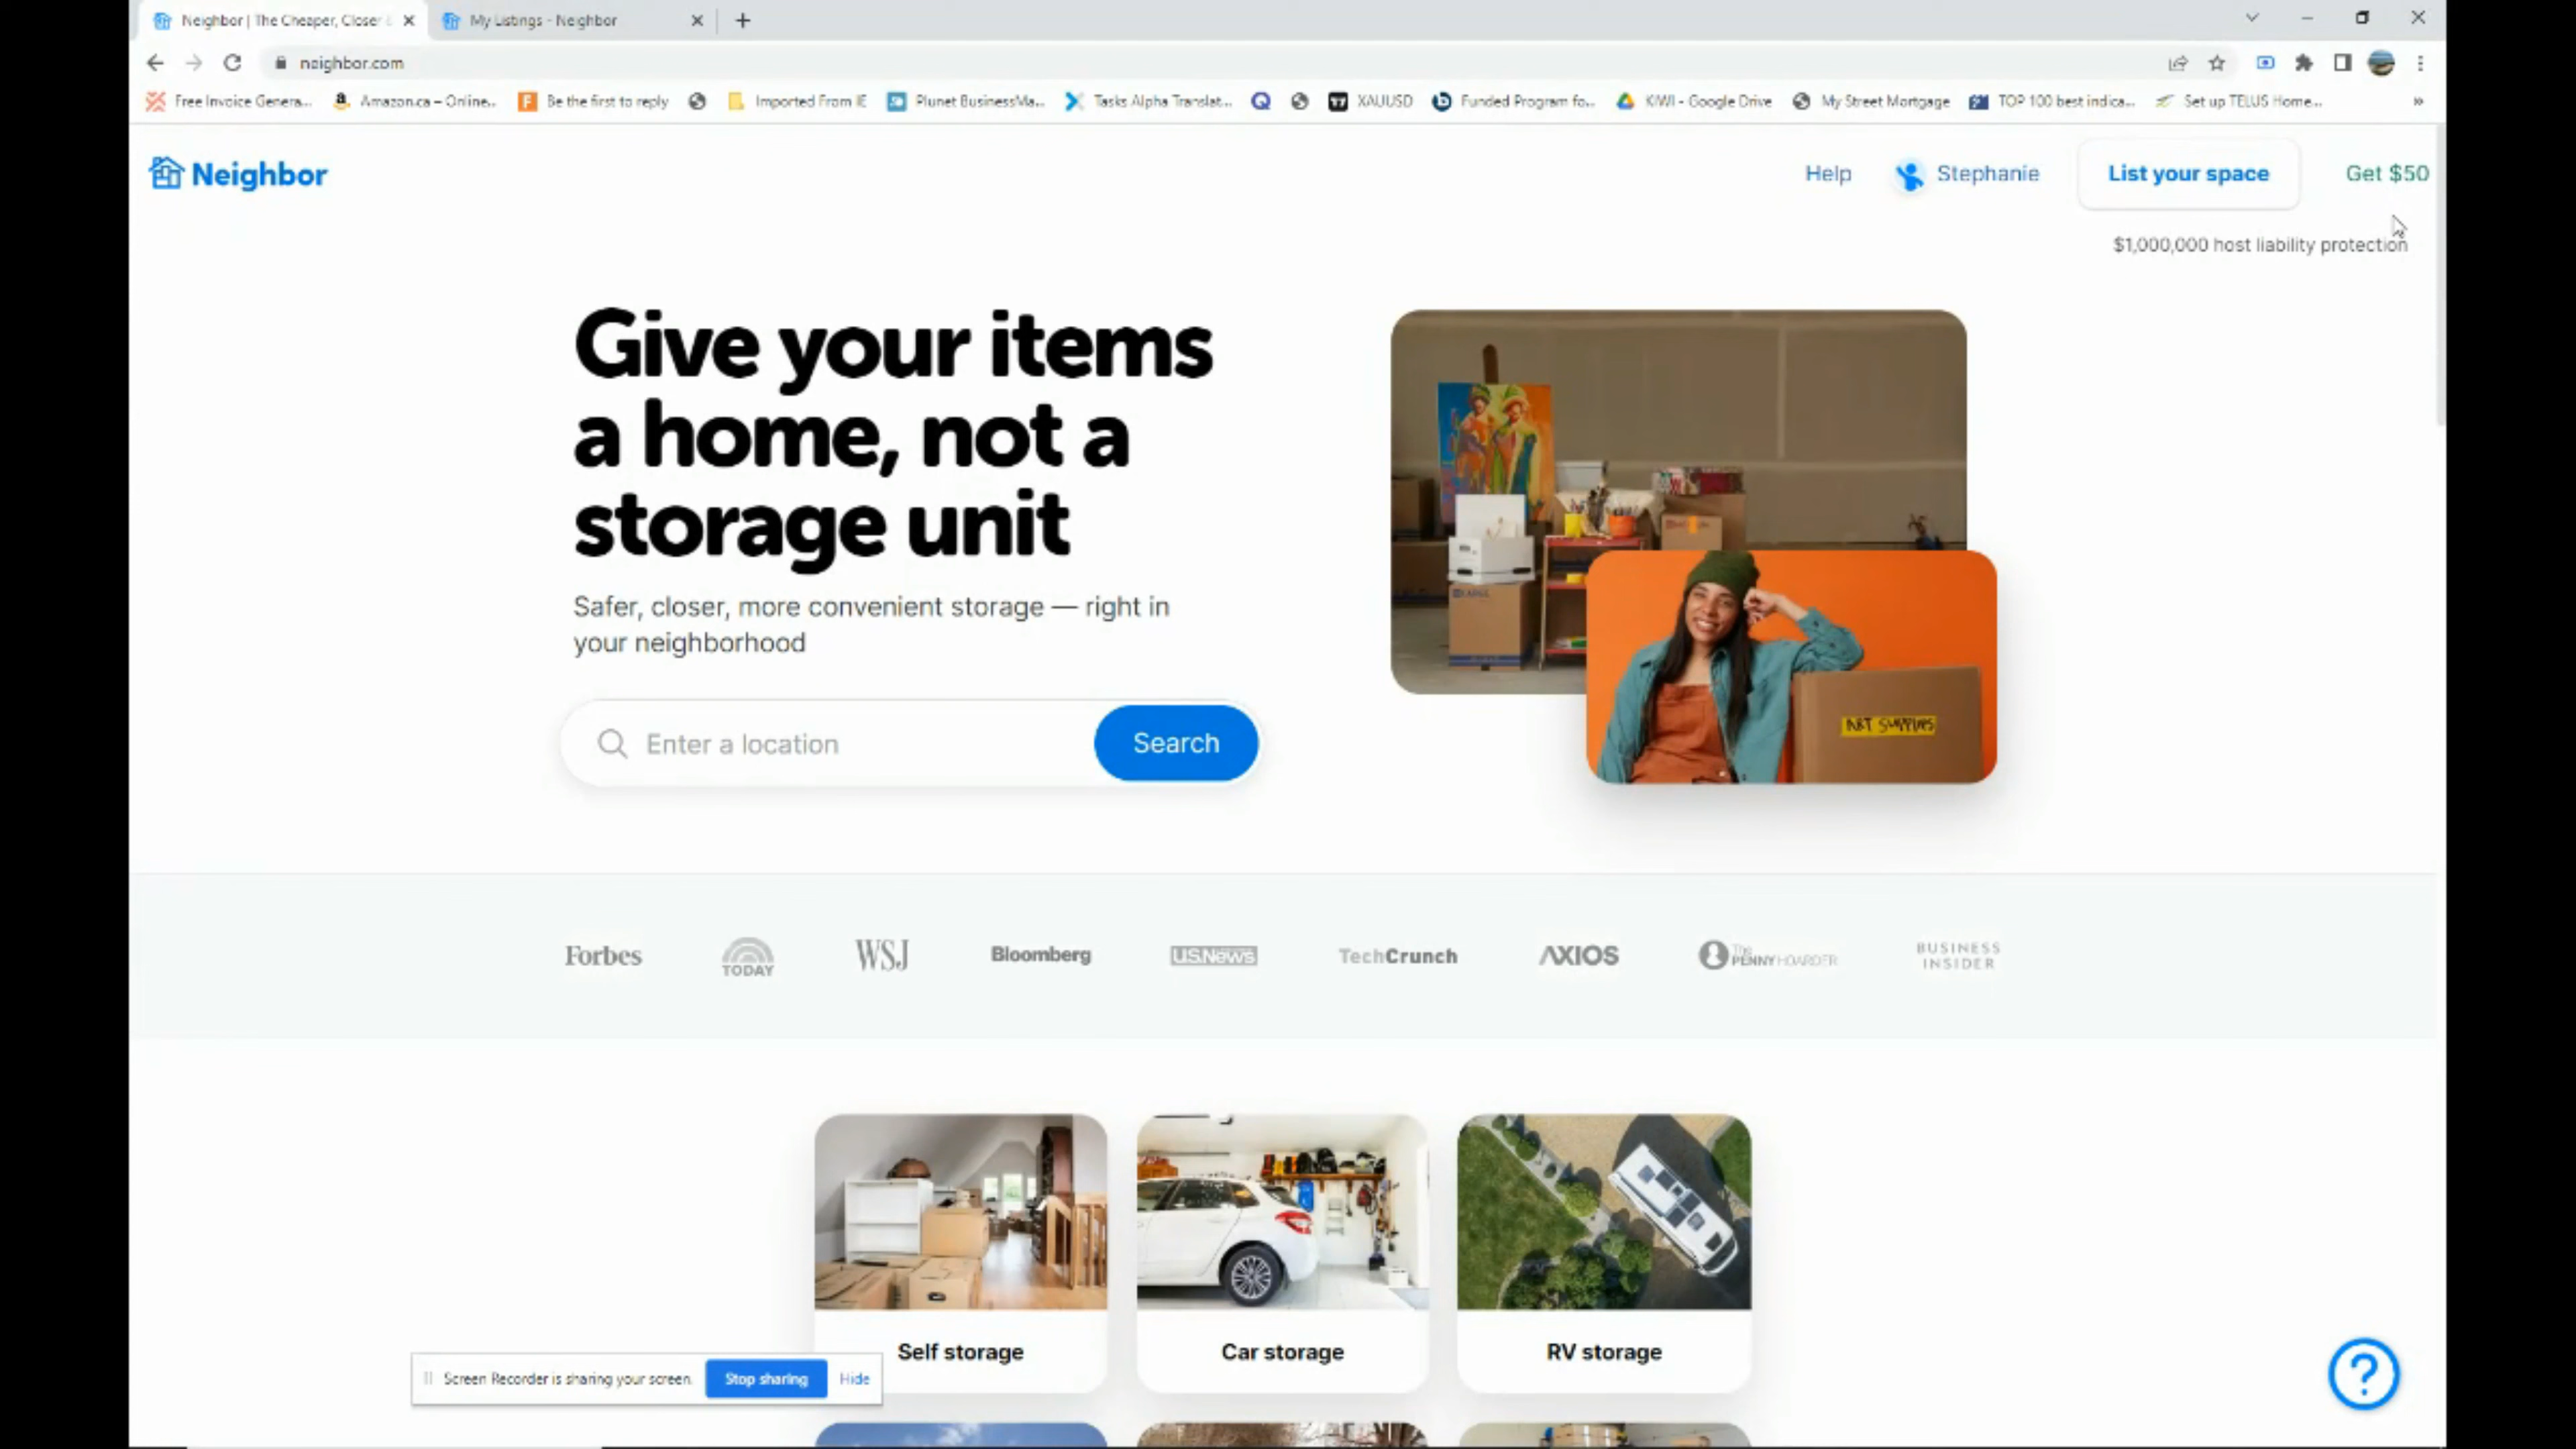 Neighbor | The Cheaper, Closer &
My Listings - Neighbor
neighbor.com
Free Invoice Genera...
Amazon.ca – Online...
Be the first to reply
Imported From IE
Plunet BusinessMa...
Tasks Alpha Translat...
XAUUSD
Funded Program fo...
KIWI - Google Drive
My Street Mortgage
TOP 100 best indica...
Set up TELUS Home...
Neighbor
Help
Stephanie
List your space
Get $50
$1,000,000 host liability protection
Give your items
a home, not a
storage unit
Safer, closer, more convenient storage — right in
your neighborhood
Enter a location
Search
LARGE
ART SUPPLIES
Forbes
TODAY
WSJ
Bloomberg
U.S.News
TechCrunch
AXIOS
The
PENNY HOARDER
BUSINESS
INSIDER
Self storage
Car storage
RV storage
Screen Recorder is sharing your screen.
Stop sharing
Hide